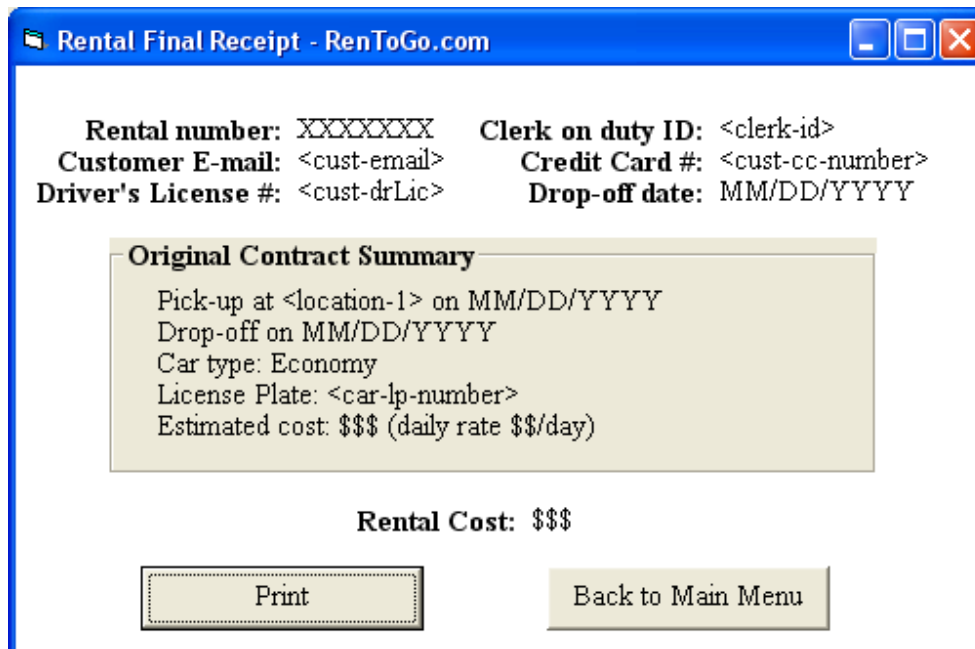 Rental Final Receipt - RenToGo.com
Rental number: XXXXXXX Clerk on duty ID: <clerk-id>
Customer E-mail: <cust-email> Credit Card #: <cust-cc-number>
Driver's License #: <cust-drLic> Drop-off date: MM/DD/YYYY
Original Contract Summary
Pick-up at <location-1> on MM/DD/YYYY
Drop-off on MM/DD/YYYY
Car type: Economy
License Plate: <car-lp-number>
Estimated cost: $$$ (daily rate $$/day)
Rental Cost: $$$
Print Back to Main Menu